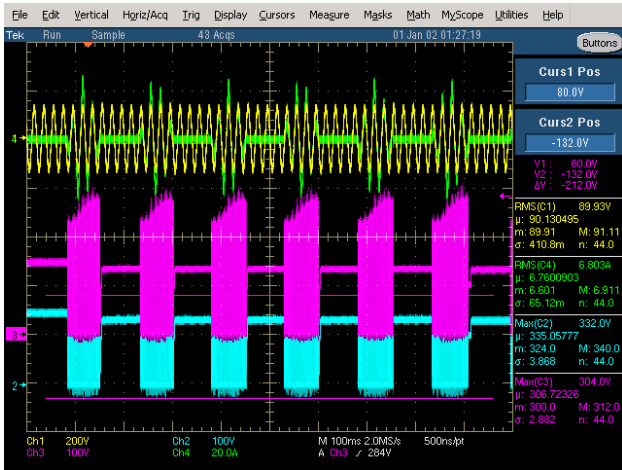 File Edit Vertical Horiz/Acq Trig Display Cursors Measure Masks Math MyScope Utilities Help
Tek Run Sample 43 Acqs 01 Jan 02 01:27:19
Buttons
Curs1 Pos
80.0V
Curs2 Pos
-132.0V
V1: 80.0V
V2: -132.0V
ΔV: -212.0V
RMS(C1) 89.93V
µ: 90.130495
m: 89.91 M: 91.11
σ: 410.8m n: 44.0
RMS(C4) 6.803A
µ: 6.7600903
m: 6.601 M: 6.911
σ: 65.12m n: 44.0
Max(C2) 332.0V
µ: 335.05777
m: 324.0 M: 340.0
σ: 3.868 n: 44.0
Max(C3) 304.0V
µ: 306.72326
m: 300.0 M: 312.0
σ: 2.882 n: 44.0
4
3
2
Ch1 200V Ch2 100V M 100ms 2.0MS/s 500ns/pt
Ch3 100V Ch4 20.0A A Ch3 ∕ 284V